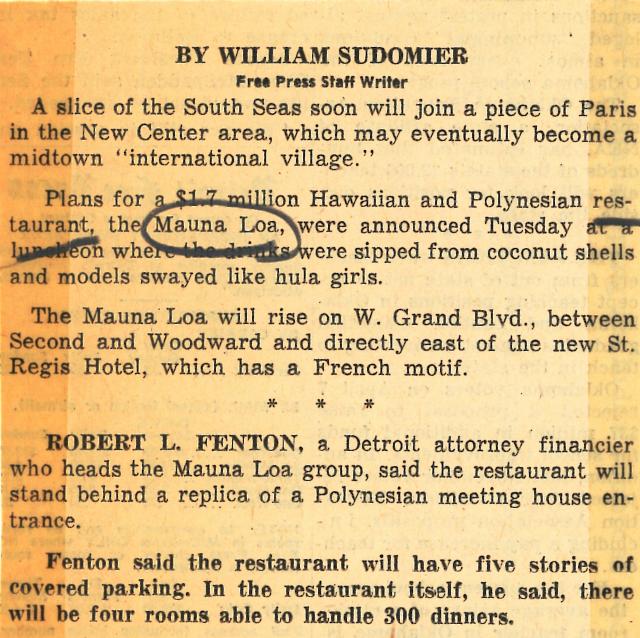 BY WILLIAM SUDOMIER
Free Press Staff Writer
A slice of the South Seas soon will join a piece of Paris
in the New Center area, which may eventually become a
midtown "international village."
Plans for a $1.7 million Hawaiian and Polynesian res-
taurant, the Mauna Loa, were announced Tuesday at a
luncheon where the drinks were sipped from coconut shells
and models swayed like hula girls.
The Mauna Loa will rise on W. Grand Blvd., between
Second and Woodward and directly east of the new St.
Regis Hotel, which has a French motif.
* * *
ROBERT L. FENTON, a Detroit attorney financier
who heads the Mauna Loa group, said the restaurant will
stand behind a replica of a Polynesian meeting house en-
trance.
Fenton said the restaurant will have five stories of
covered parking. In the restaurant itself, he said, there
will be four rooms able to handle 300 dinners.